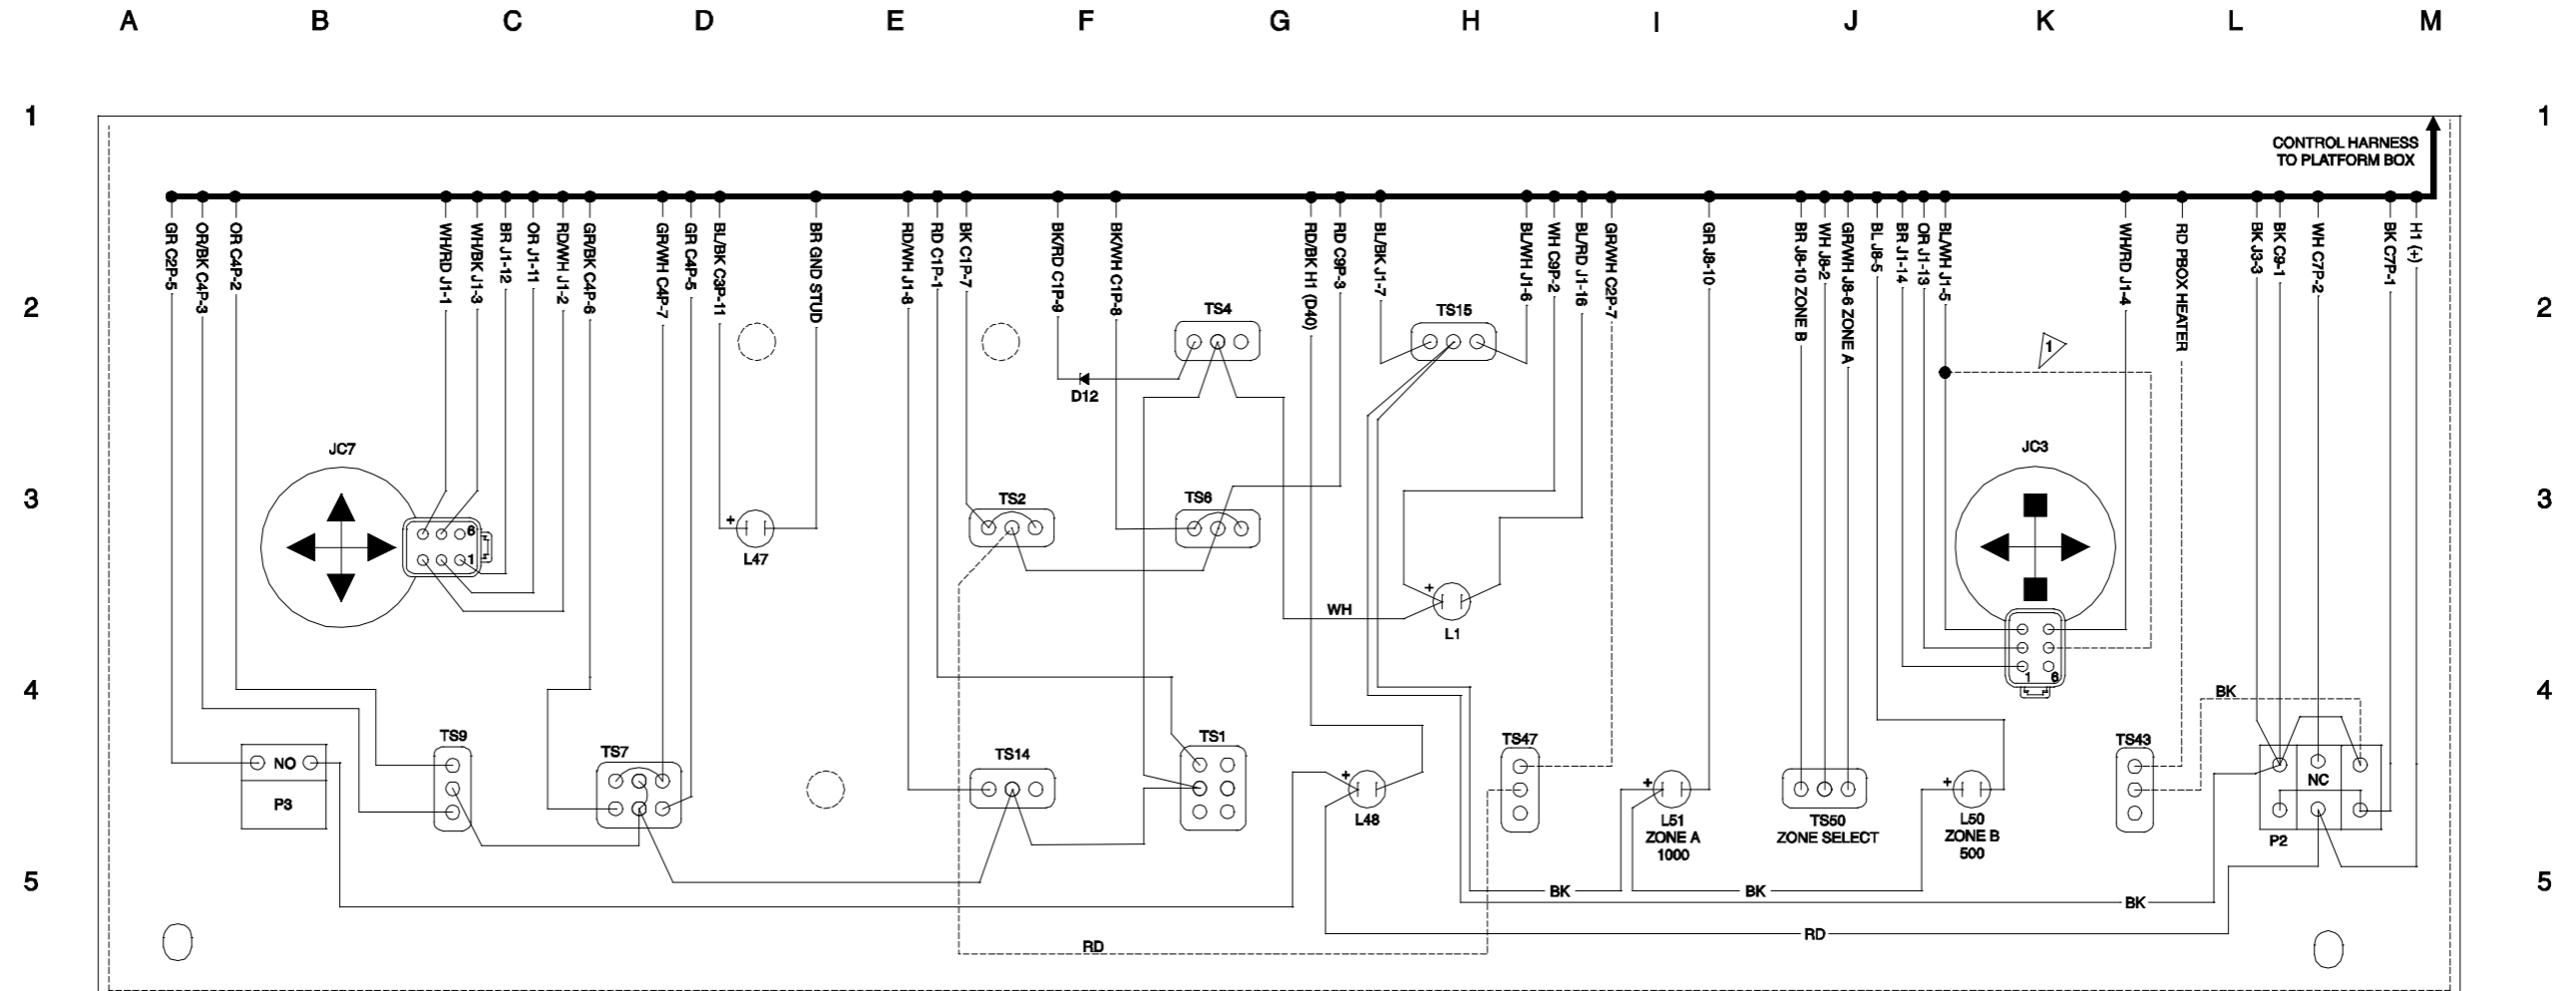 A B C D E F G H I J K L M
1 1
CONTROL HARNESS
TO PLATFORM BOX
GR C2P-5
OR/BK C4P-3
OR C4P-2
WH/RD J1-1
WH/BK J1-3
BR J1-12
OR J1-11
RD/WH J1-2
GR/BK C4P-6
GR/WH C4P-7
GR C4P-5
BL/BK C3P-11
BR GND STUD
RD/WH J1-8
RD C1P-1
BK C1P-7
BK/RD C1P-9
BK/WH C1P-8
RD/BK H1 (D40)
RD C9P-3
BL/BK J1-7
BL/WH J1-6
WH C9P-2
BL/RD J1-16
GR/WH C2P-7
GR J8-10
BR J8-10 ZONE B
WH J8-2
GR/WH J8-6 ZONE A
BL J8-5
BR J1-14
OR J1-13
BL/WH J1-5
WH/RD J1-4
RD PBOX HEATER
BK J3-3
BK C9-1
WH C7P-2
BK C7P-1
H1 (+)
2 2
TS4 TS15
1
D12
JC7 JC3
3 3
TS2 TS6
6
1
+
L47
+
WH
L1
1 6
4 4
BK
TS9 TS7 TS14 TS1 TS47 TS43
NO
P3
+
L48
+
L51
ZONE A
1000
TS50
ZONE SELECT
+
L50
ZONE B
500
NC
P2
5 5
BK BK
BK
RD
RD